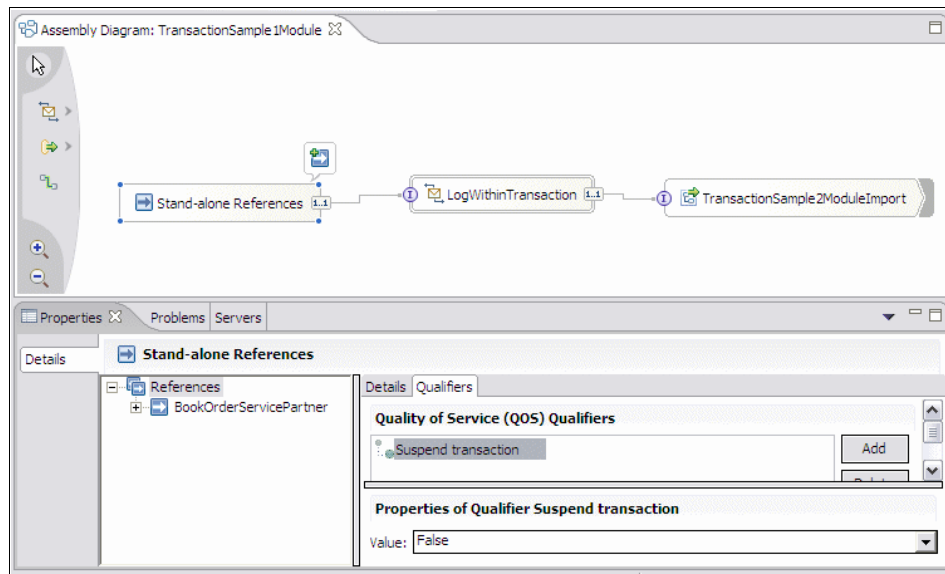 Assembly Diagram: TransactionSample1Module
Stand-alone References 1..1
LogWithinTransaction 1..1
TransactionSample2ModuleImport
Properties Problems Servers
Details
Stand-alone References
References
BookOrderServicePartner
Details Qualifiers
Quality of Service (QOS) Qualifiers
Suspend transaction
Add
Properties of Qualifier Suspend transaction
Value: False